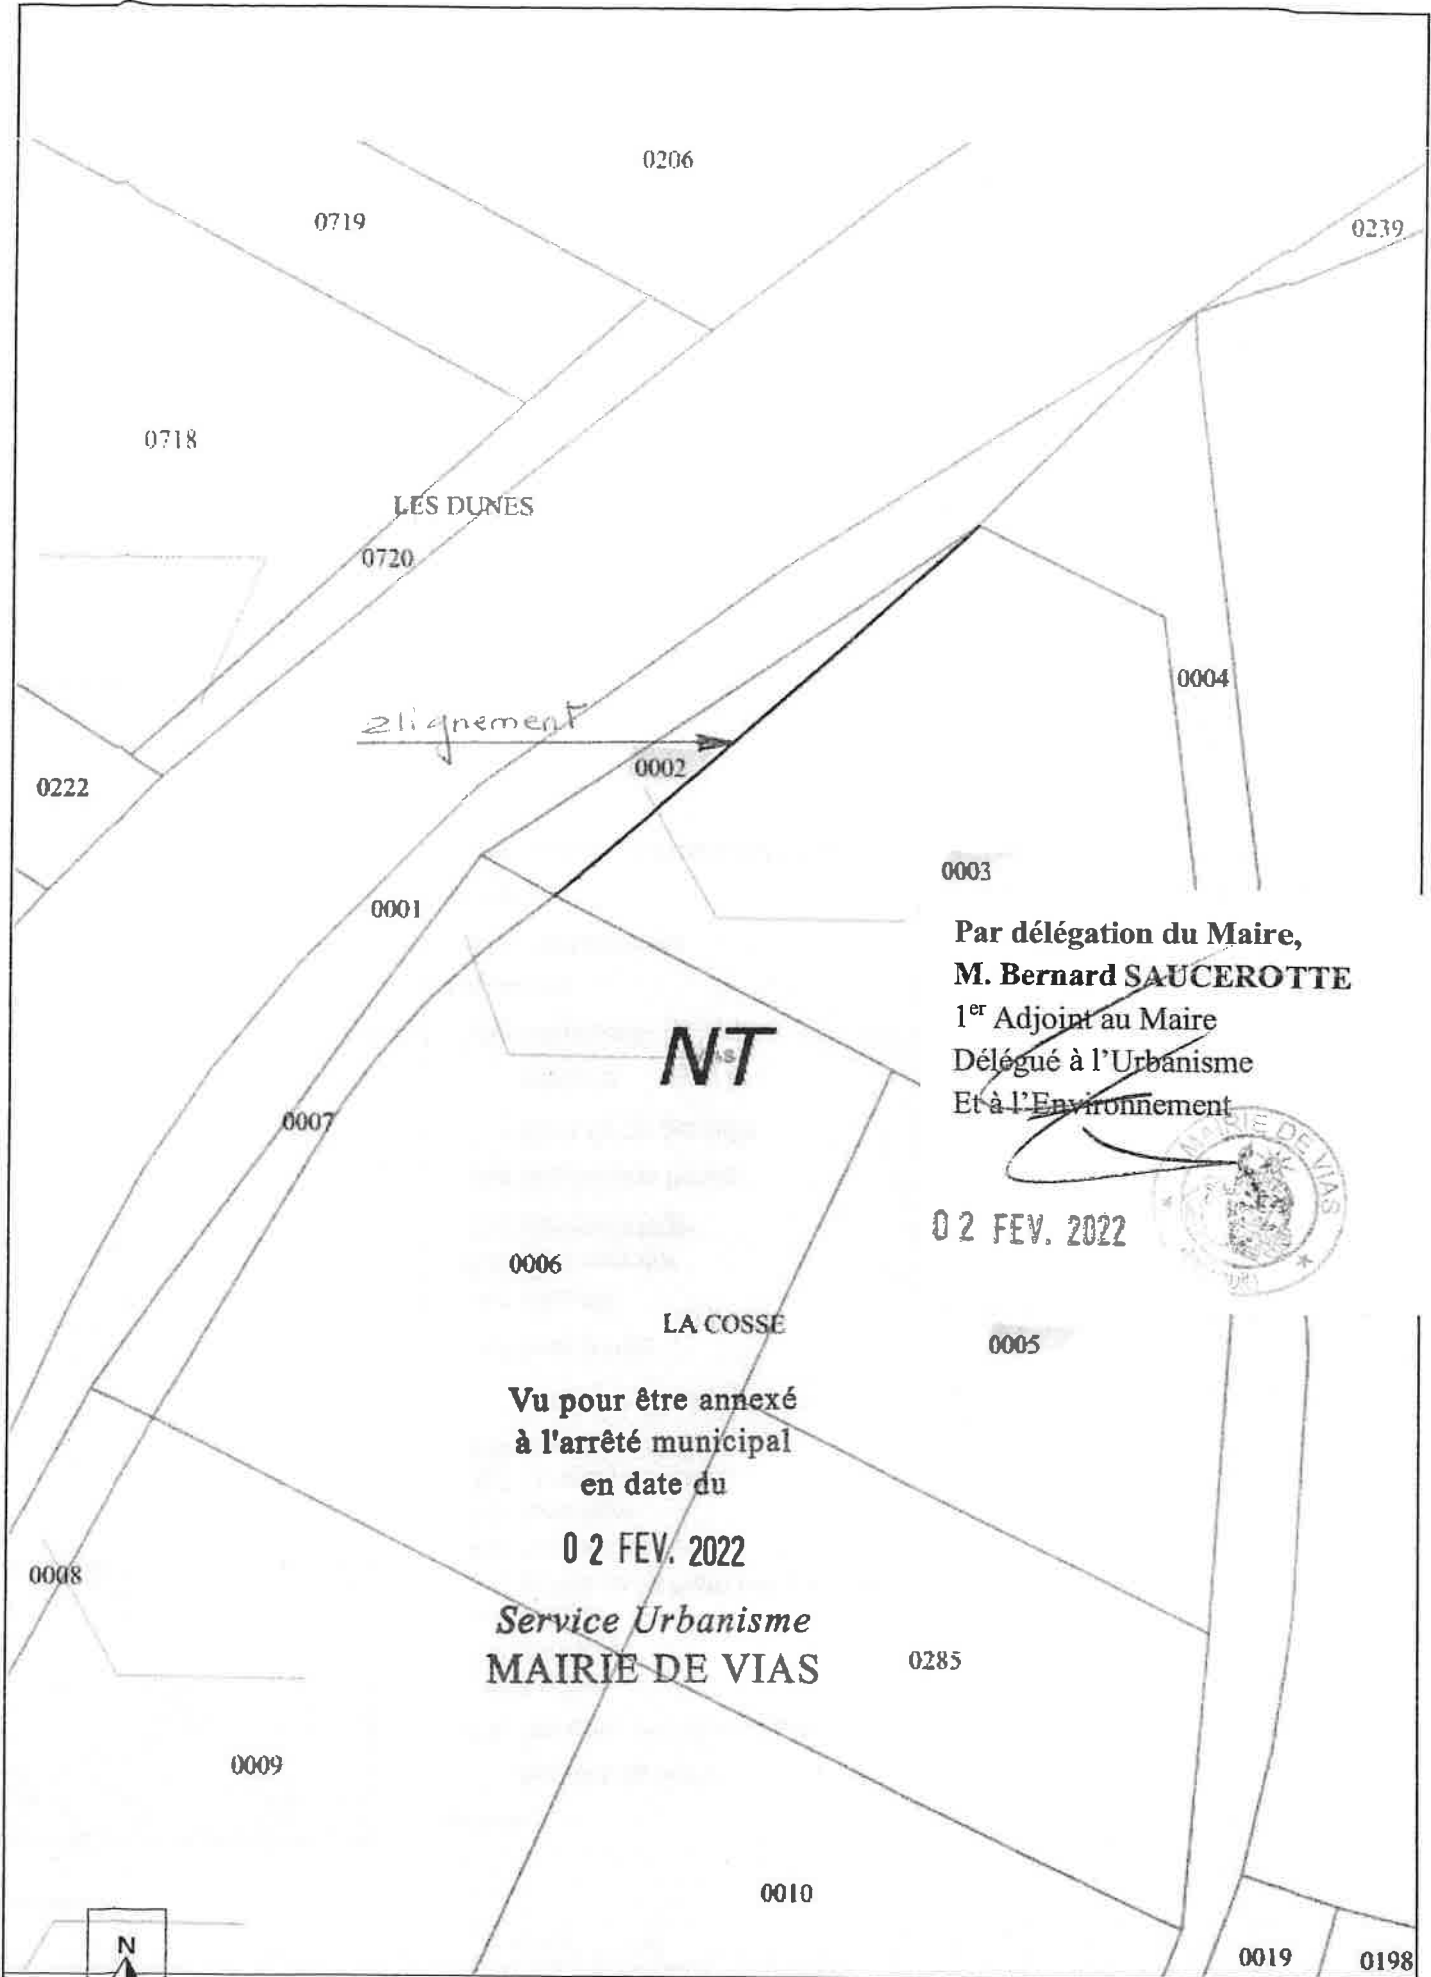 0206
0719
0239
0718
LES DUNES
0720
0004
alignement
0002
0222
0003
0001
Par délégation du Maire,
M. Bernard SAUCEROTTE
1er Adjoint au Maire
Délégué à l'Urbanisme
Et à l'Environnement
NT
0007
MAIRIE DE VIAS
02 FEV. 2022
0006
LA COSSE
0005
Vu pour être annexé
à l'arrêté municipal
en date du
02 FEV. 2022
0008
Service Urbanisme
MAIRIE DE VIAS
0285
0009
0010
N
0019
0198